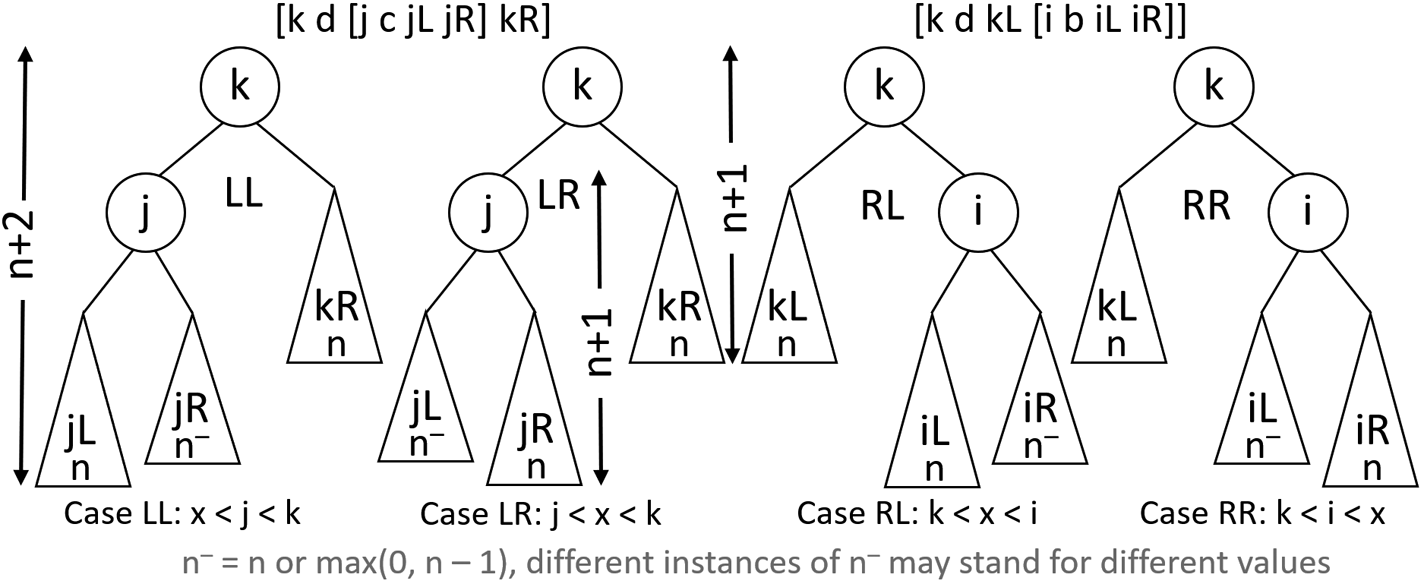 [k d [j c jL jR] kR]
[k d kL [i b iL iR]]
k
k
k
k
n+2
j
LL
kR
n
jL
n
jR
n⁻
j
LR
n+1
kR
n
jL
n⁻
jR
n
n+1
kL
n
RL
i
iL
n
iR
n⁻
kL
n
RR
i
iL
n⁻
iR
n
Case LL: x < j < k
Case LR: j < x < k
Case RL: k < x < i
Case RR: k < i < x
n⁻ = n or max(0, n – 1), different instances of n⁻ may stand for different values